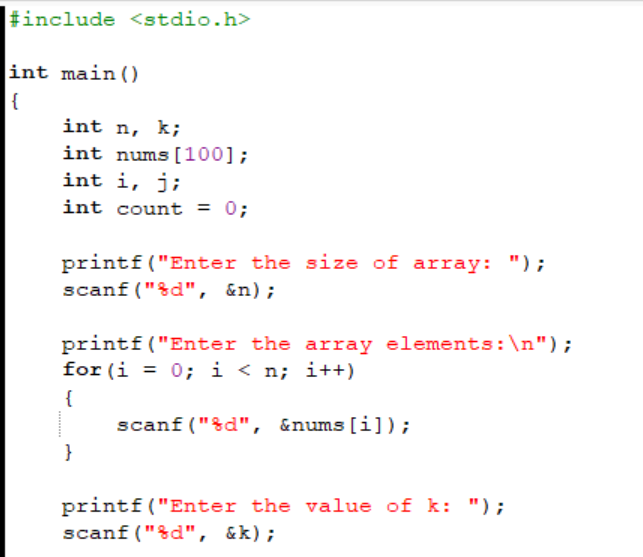 #include <stdio.h>
int main()
{
int n, k;
int nums[100];
int i, j;
int count = 0;
printf("Enter the size of array: ");
scanf("%d", &n);
printf("Enter the array elements:\n");
for(i = 0; i < n; i++)
{
scanf("%d", &nums[i]);
}
printf("Enter the value of k: ");
scanf("%d", &k);